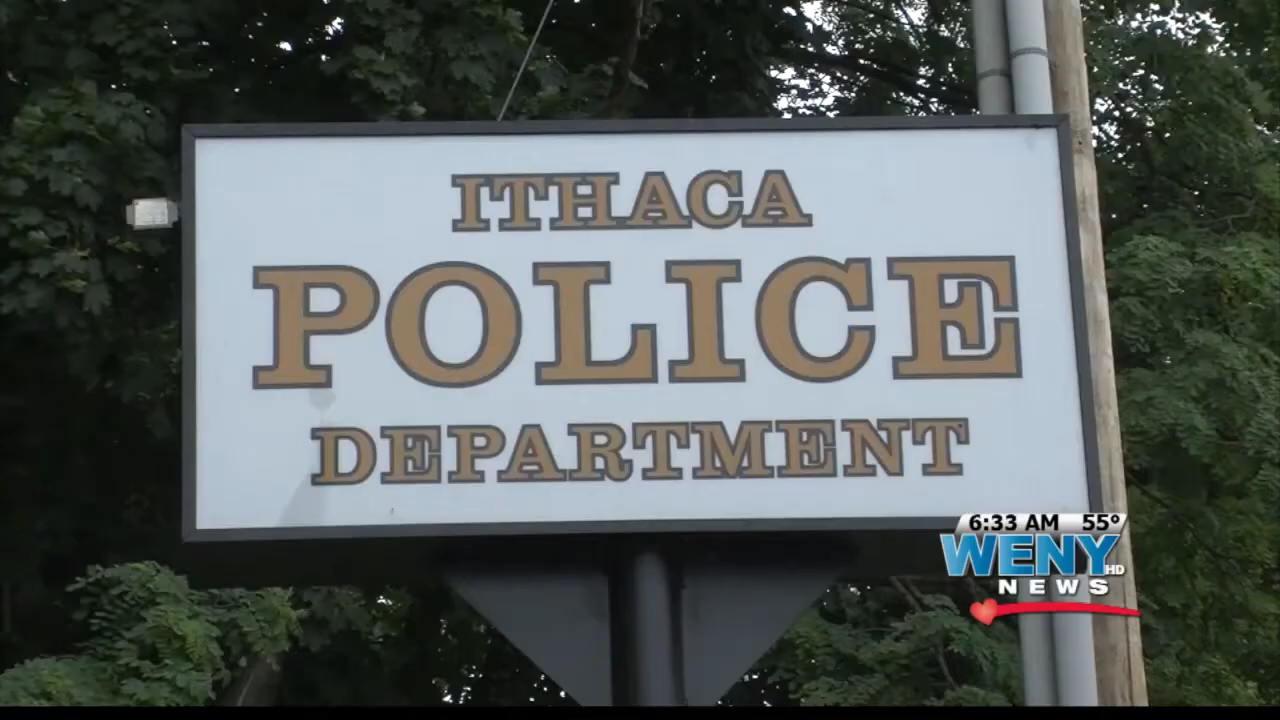 ITHACA
POLICE
DEPARTMENT
6:33 AM 55°
WENY HD
NEWS